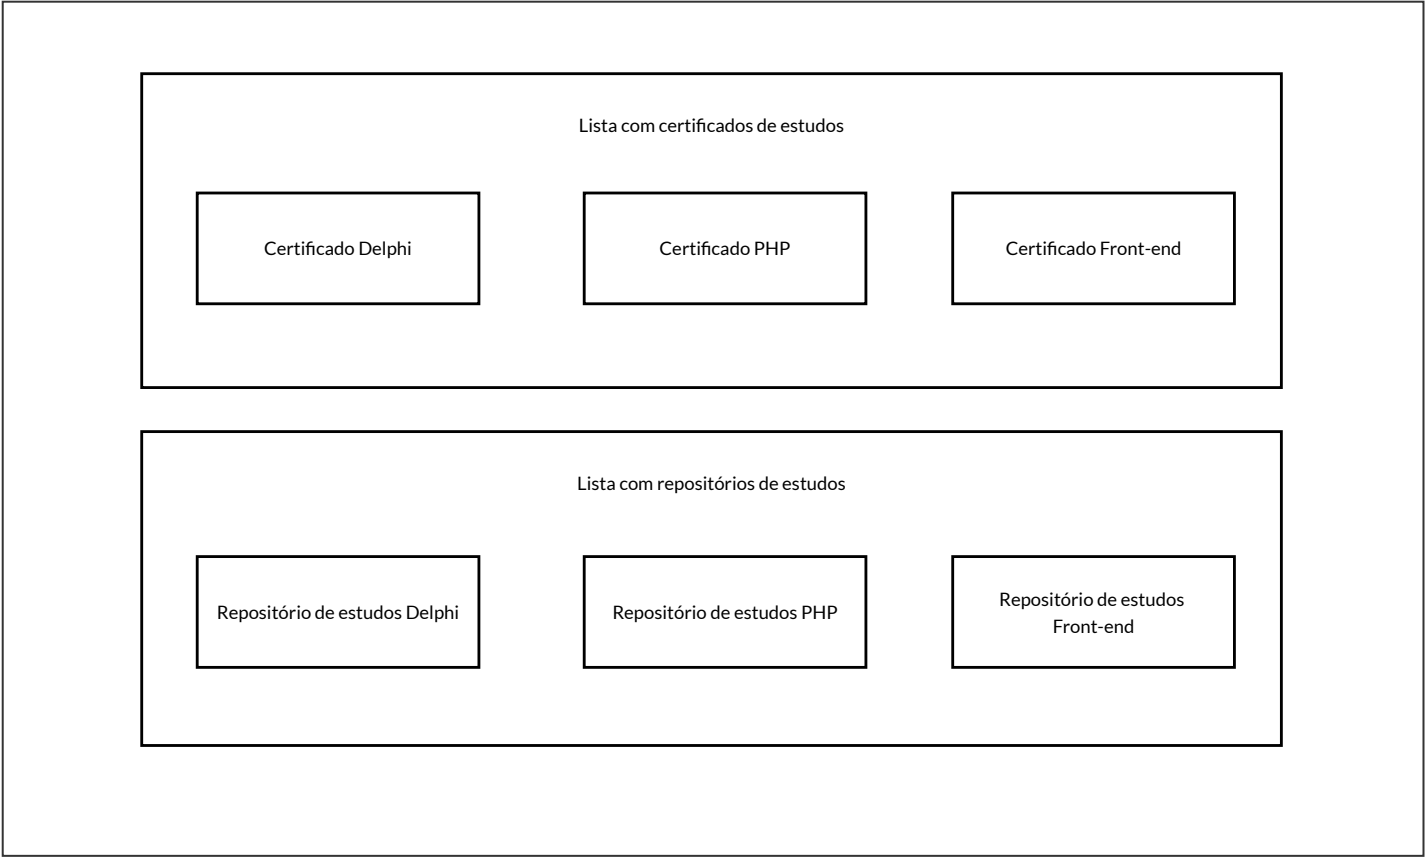 Lista com certificados de estudos
Certificado Delphi
Certificado PHP
Certificado Front-end
Lista com repositórios de estudos
Repositório de estudos Delphi
Repositório de estudos PHP
Repositório de estudos
Front-end